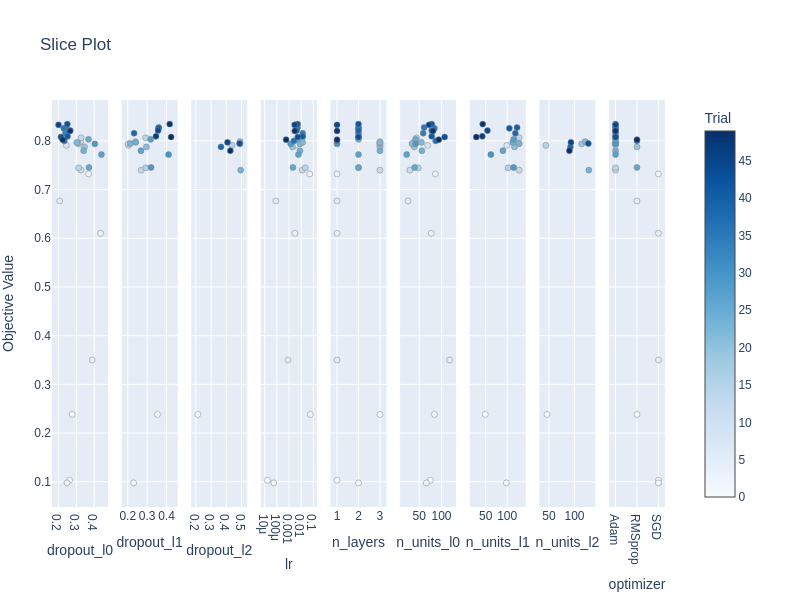 Slice Plot
Trial
Objective Value
0.8
0.7
0.6
0.5
0.4
0.3
0.2
0.1
45
40
35
30
25
20
15
10
5
0
0.2 0.3 0.4
dropout_l0
0.2 0.3 0.4
dropout_l1
0.2 0.3 0.4 0.5
dropout_l2
10μ 100μ 0.001 0.01 0.1
lr
1 2 3
n_layers
50 100
n_units_l0
50 100
n_units_l1
50 100
n_units_l2
Adam RMSprop SGD
optimizer